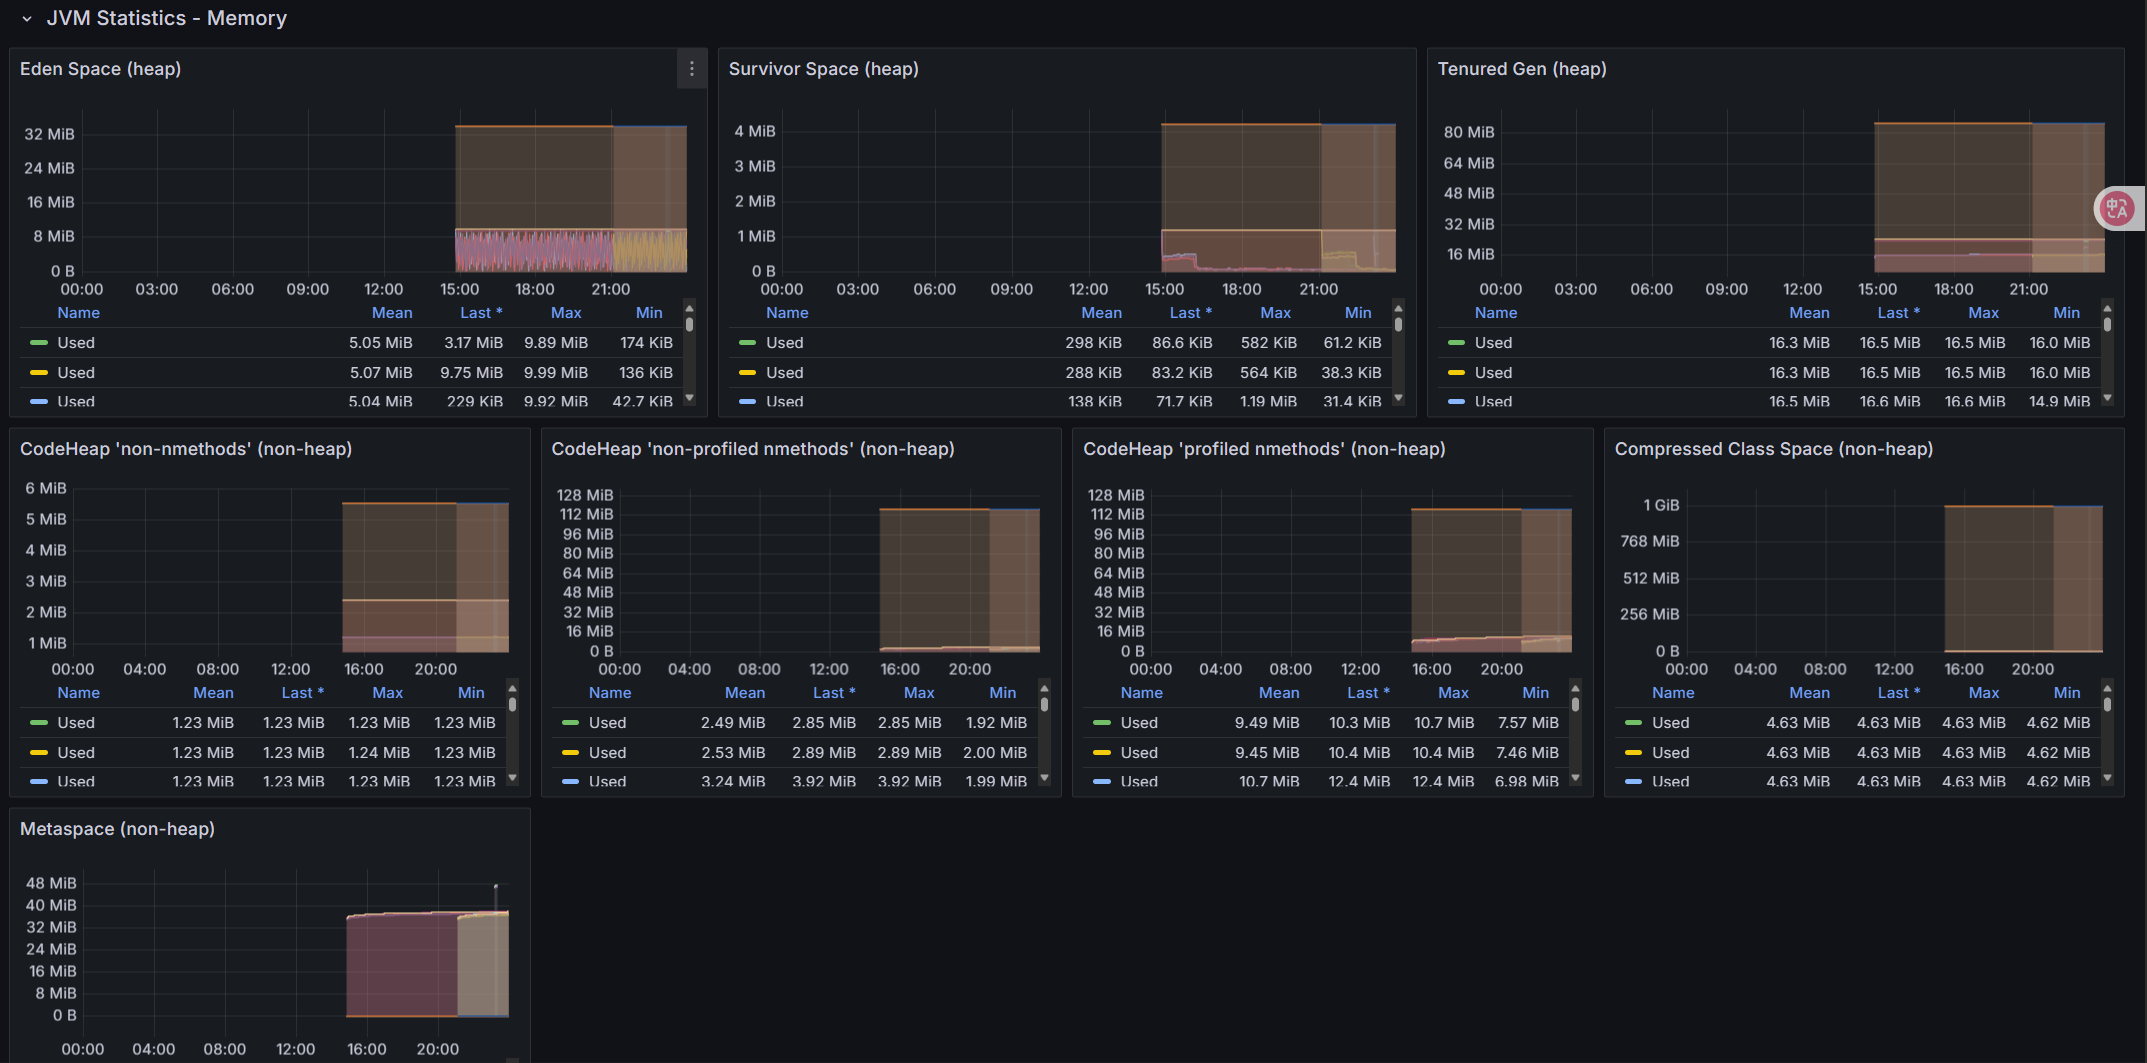 JVM Statistics - Memory
Eden Space (heap)
32 MiB
24 MiB
16 MiB
8 MiB
0 B
00:00 03:00 06:00 09:00 12:00 15:00 18:00 21:00
Name Mean Last * Max Min
Used 5.05 MiB 3.17 MiB 9.89 MiB 174 KiB
Used 5.07 MiB 9.75 MiB 9.99 MiB 136 KiB
Used 5.04 MiB 229 KiB 9.92 MiB 42.7 KiB
Survivor Space (heap)
4 MiB
3 MiB
2 MiB
1 MiB
0 B
00:00 03:00 06:00 09:00 12:00 15:00 18:00 21:00
Name Mean Last * Max Min
Used 298 KiB 86.6 KiB 582 KiB 61.2 KiB
Used 288 KiB 83.2 KiB 564 KiB 38.3 KiB
Used 138 KiB 71.7 KiB 1.19 MiB 31.4 KiB
Tenured Gen (heap)
80 MiB
64 MiB
48 MiB
32 MiB
16 MiB
00:00 03:00 06:00 09:00 12:00 15:00 18:00 21:00
Name Mean Last * Max Min
Used 16.3 MiB 16.5 MiB 16.5 MiB 16.0 MiB
Used 16.3 MiB 16.5 MiB 16.5 MiB 16.0 MiB
Used 16.5 MiB 16.6 MiB 16.6 MiB 14.9 MiB
中A
CodeHeap 'non-nmethods' (non-heap)
6 MiB
5 MiB
4 MiB
3 MiB
2 MiB
1 MiB
00:00 04:00 08:00 12:00 16:00 20:00
Name Mean Last * Max Min
Used 1.23 MiB 1.23 MiB 1.23 MiB 1.23 MiB
Used 1.23 MiB 1.23 MiB 1.24 MiB 1.23 MiB
Used 1.23 MiB 1.23 MiB 1.23 MiB 1.23 MiB
CodeHeap 'non-profiled nmethods' (non-heap)
128 MiB
112 MiB
96 MiB
80 MiB
64 MiB
48 MiB
32 MiB
16 MiB
0 B
00:00 04:00 08:00 12:00 16:00 20:00
Name Mean Last * Max Min
Used 2.49 MiB 2.85 MiB 2.85 MiB 1.92 MiB
Used 2.53 MiB 2.89 MiB 2.89 MiB 2.00 MiB
Used 3.24 MiB 3.92 MiB 3.92 MiB 1.99 MiB
CodeHeap 'profiled nmethods' (non-heap)
128 MiB
112 MiB
96 MiB
80 MiB
64 MiB
48 MiB
32 MiB
16 MiB
0 B
00:00 04:00 08:00 12:00 16:00 20:00
Name Mean Last * Max Min
Used 9.49 MiB 10.3 MiB 10.7 MiB 7.57 MiB
Used 9.45 MiB 10.4 MiB 10.4 MiB 7.46 MiB
Used 10.7 MiB 12.4 MiB 12.4 MiB 6.98 MiB
Compressed Class Space (non-heap)
1 GiB
768 MiB
512 MiB
256 MiB
0 B
00:00 04:00 08:00 12:00 16:00 20:00
Name Mean Last * Max Min
Used 4.63 MiB 4.63 MiB 4.63 MiB 4.62 MiB
Used 4.63 MiB 4.63 MiB 4.63 MiB 4.62 MiB
Used 4.63 MiB 4.63 MiB 4.63 MiB 4.62 MiB
Metaspace (non-heap)
48 MiB
40 MiB
32 MiB
24 MiB
16 MiB
8 MiB
0 B
00:00 04:00 08:00 12:00 16:00 20:00